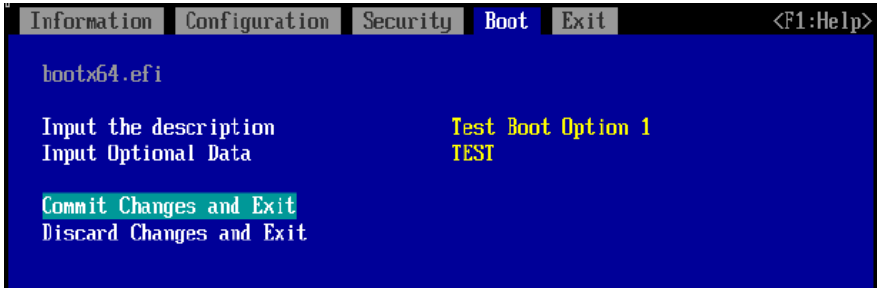 Information Configuration Security Boot Exit <F1:Help>
bootx64.efi
Input the description Test Boot Option 1
Input Optional Data TEST
Commit Changes and Exit
Discard Changes and Exit